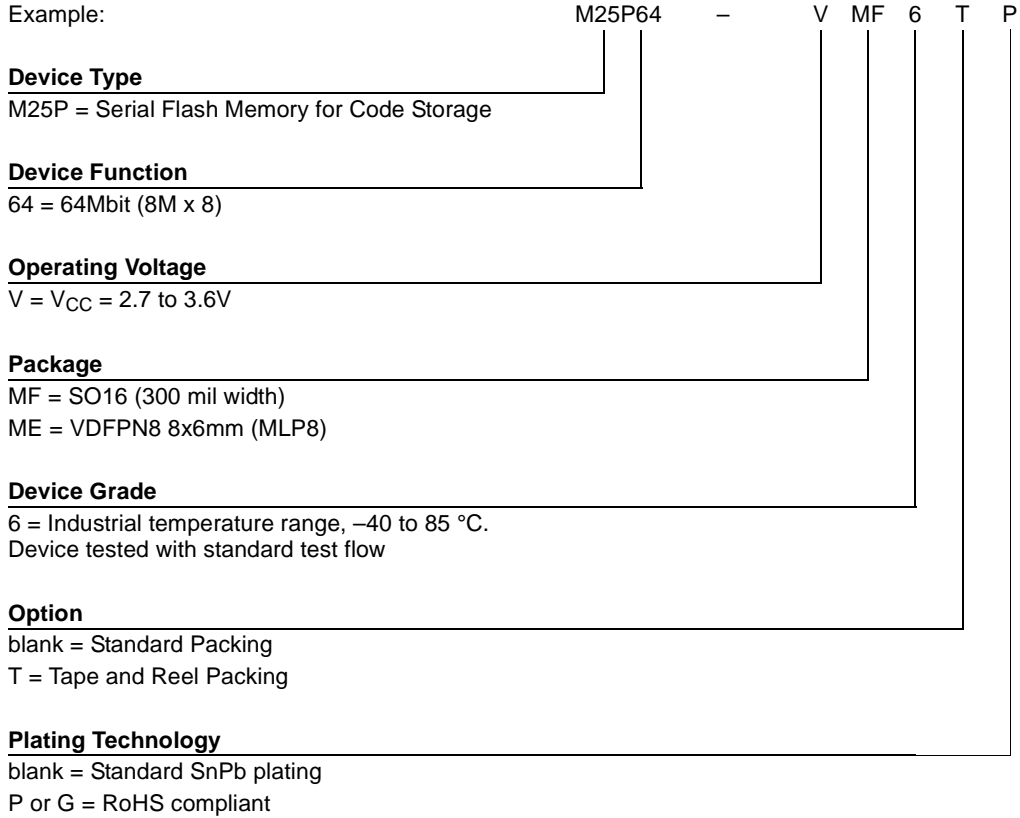 Example: M25P64 – V MF 6 T P
Device Type
M25P = Serial Flash Memory for Code Storage
Device Function
64 = 64Mbit (8M x 8)
Operating Voltage
V = VCC = 2.7 to 3.6V
Package
MF = SO16 (300 mil width)
ME = VDFPN8 8x6mm (MLP8)
Device Grade
6 = Industrial temperature range, –40 to 85 °C.
Device tested with standard test flow
Option
blank = Standard Packing
T = Tape and Reel Packing
Plating Technology
blank = Standard SnPb plating
P or G = RoHS compliant